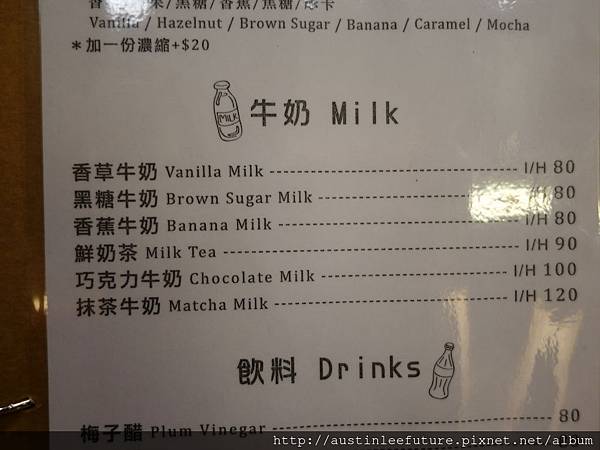 Vanilla / Hazelnut / Brown Sugar / Banana / Caramel / Mocha
＊加一份濃縮+$20
MILK
牛奶 Milk
香草牛奶 Vanilla Milk ---- I/H 80
黑糖牛奶 Brown Sugar Milk ---- I/H 80
香蕉牛奶 Banana Milk ---- I/H 80
鮮奶茶 Milk Tea ---- I/H 90
巧克力牛奶 Chocolate Milk ---- I/H 100
抹茶牛奶 Matcha Milk ---- I/H 120
飲料 Drinks
梅子醋 Plum Vinegar ---- 80
http://austinleefuture.pixnet.net/album